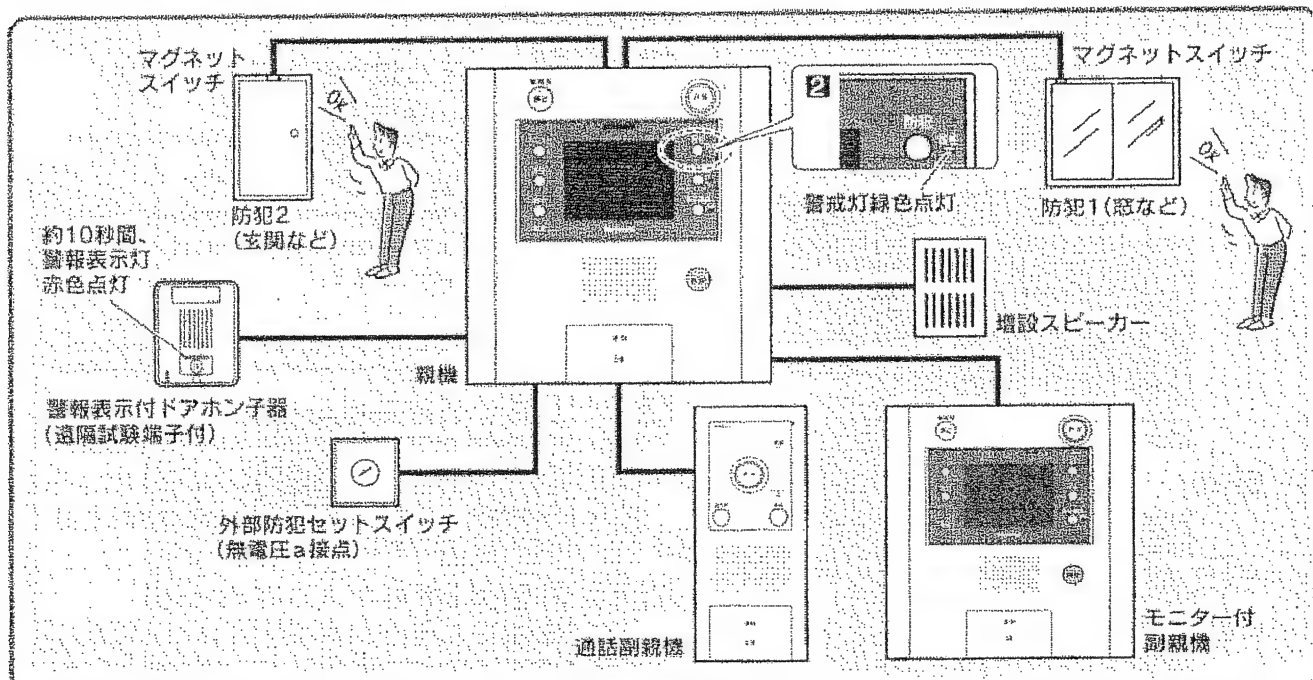 マグネット
スイッチ
OK
防犯2
(玄関など)
約10秒間、
警報表示灯
赤色点灯
警報表示付ドアホン子器
(遠隔試験端子付)
親機
外部防犯セットスイッチ
(無電圧a接点)
2
防犯
警戒灯緑色点灯
マグネットスイッチ
OK
防犯1(窓など)
増設スピーカー
通話副親機
モニター付
副親機